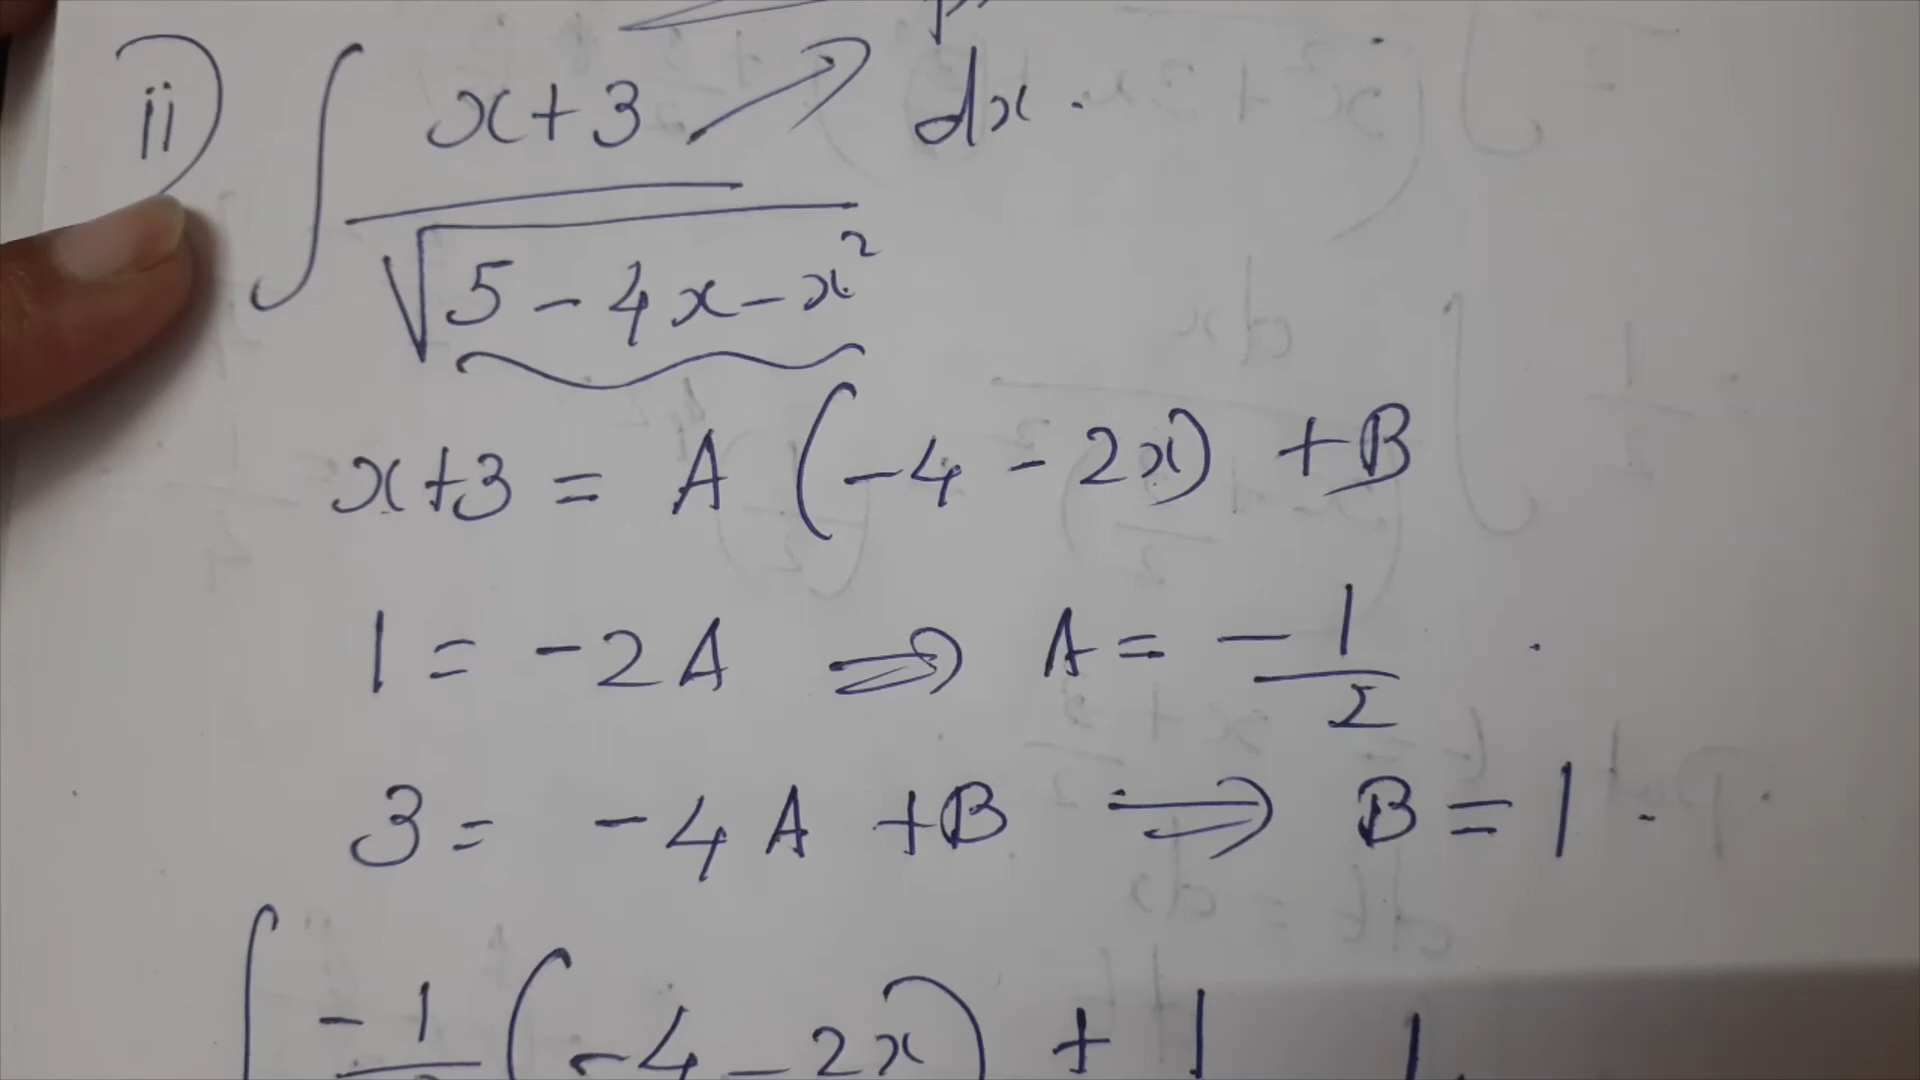 ii) ∫ x+3 dx.
√5-4x-x²
x+3 = A (-4-2x) +B
1 = -2A ⇒ A = -1/2
3 = -4A +B ⇒ B = 1.
∫ -1 (-4-2x) + 1